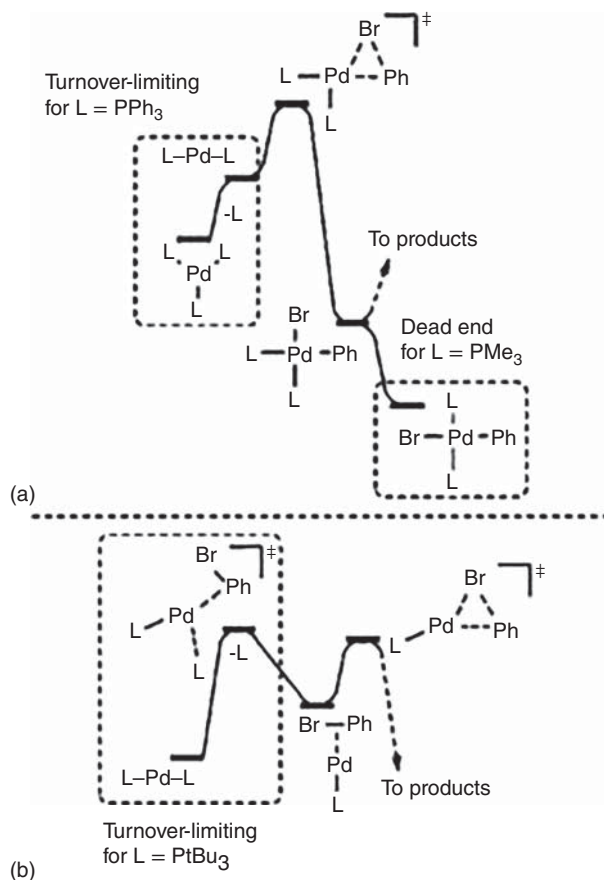 Br
‡
L
Pd
Ph
L
Turnover-limiting
for L = PPh3
L–Pd–L
-L
L
L
Pd
L
To products
Br
L
Pd
Ph
L
Dead end
for L = PMe3
L
Br
Pd
Ph
L
(a)
Br
‡
Ph
Pd
L
L
-L
L–Pd–L
Br
‡
L
Pd
Ph
Br
Ph
Pd
L
To products
Turnover-limiting
for L = PtBu3
(b)